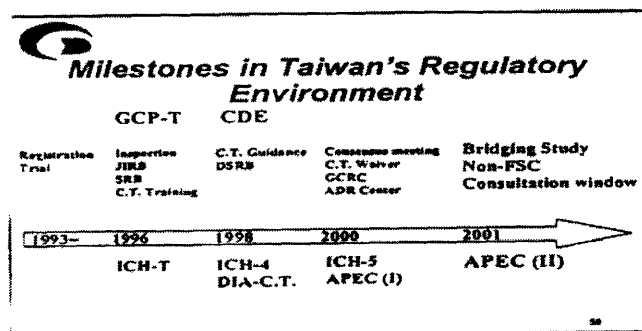 Milestones in Taiwan's Regulatory
Environment
GCP-T CDE
Registration
Trial
Inspection
JIRB
SRB
C.T. Training
C.T. Guidance
DSRB
Consensus meeting
C.T. Waiver
GCRC
ADR Center
Bridging Study
Non-FSC
Consultation window
1993~ 1996 1998 2000 2001
ICH-T
ICH-4
DIA-C.T.
ICH-5
APEC (I)
APEC (II)
50